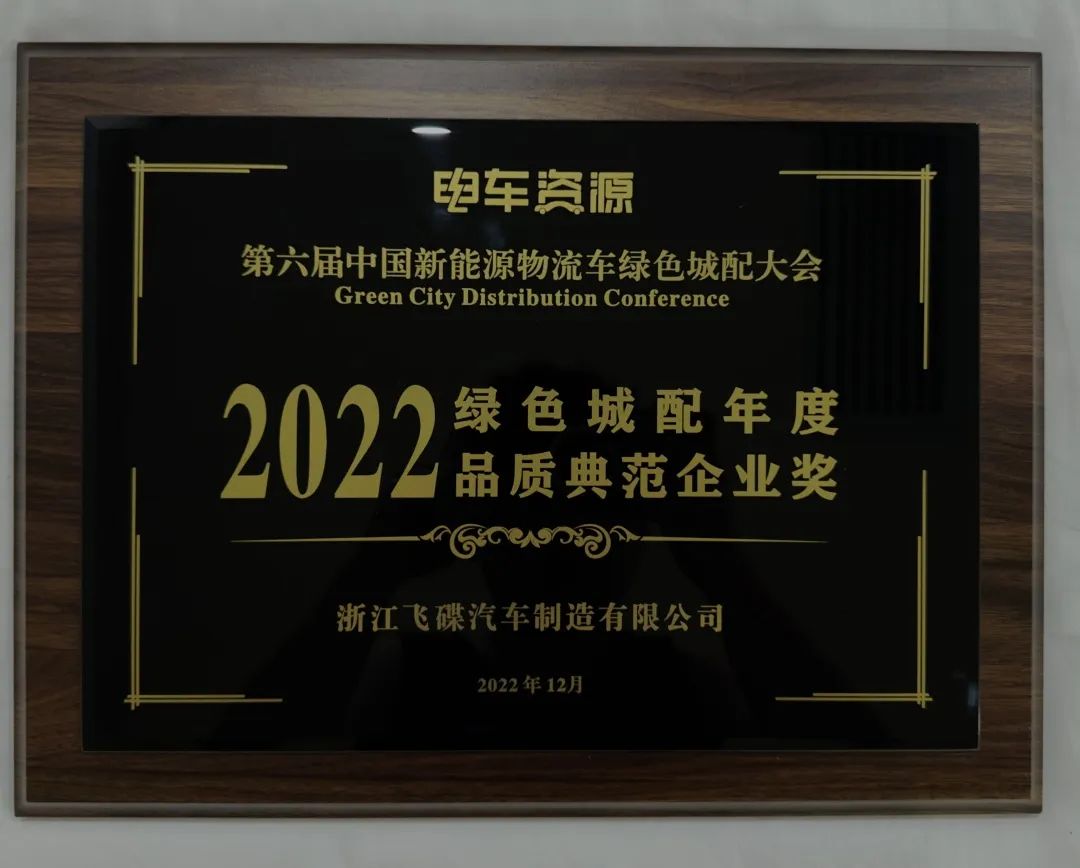 电车资源
第六届中国新能源物流车绿色城配大会
Green City Distribution Conference
2022 绿色城配年度
品质典范企业奖
浙江飞碟汽车制造有限公司
2022年12月